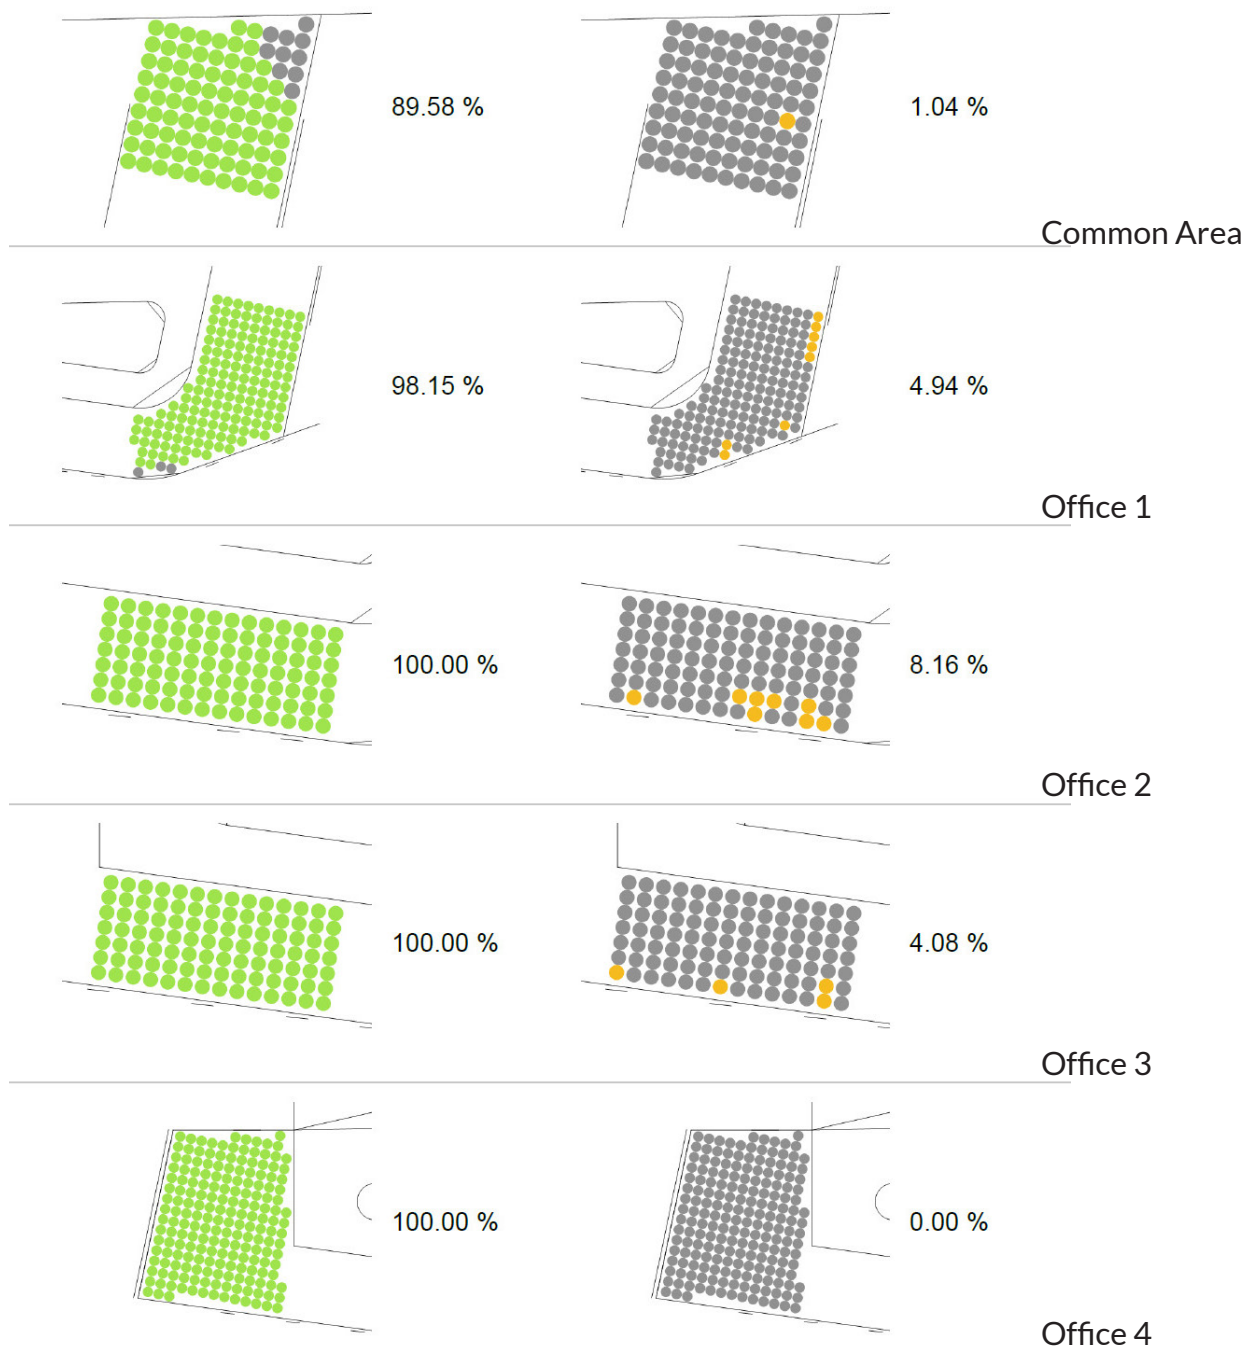 89.58 %
1.04 %
Common Area
98.15 %
4.94 %
Office 1
100.00 %
8.16 %
Office 2
100.00 %
4.08 %
Office 3
100.00 %
0.00 %
Office 4